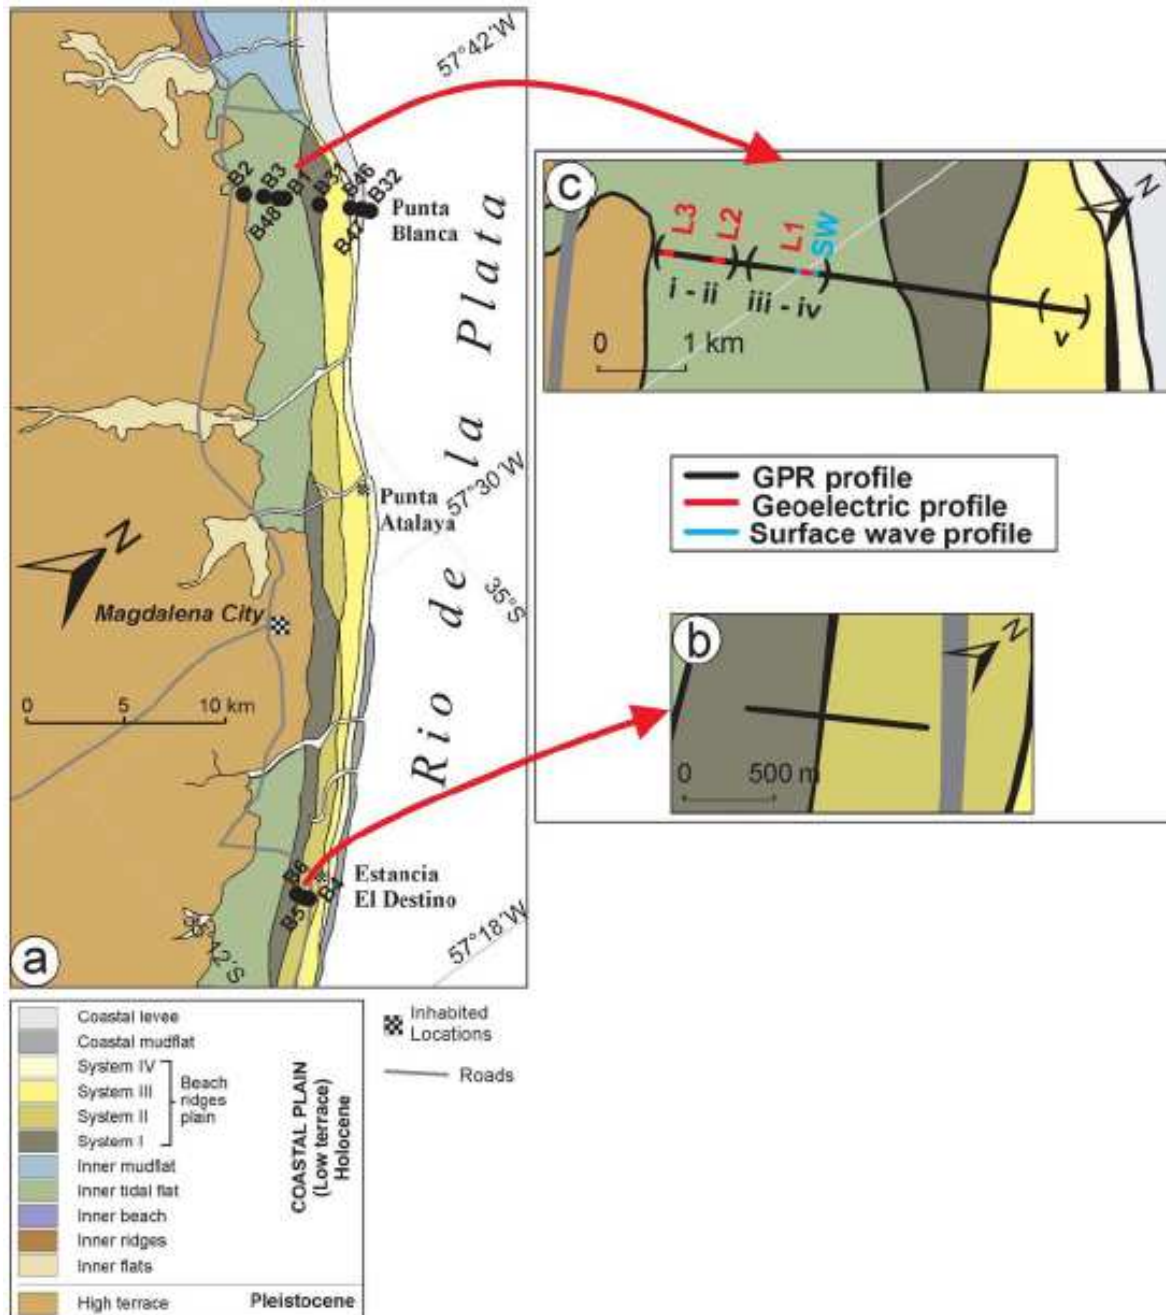 57°42'W
B2
B3
B1
B31
B46
B32
B48
B47
Punta
Blanca
Rio de la Plata
57°30'W
Punta
Atalaya
35°S
N
Magdalena City
0 5 10 km
B6
B4
B5
Estancia
El Destino
57°18'W
a
c
N
L3
L2
L1
SW
i - ii
iii - iv
v
0 1 km
GPR profile
Geoelectric profile
Surface wave profile
b
N
0 500 m
Coastal levee
Coastal mudflat
System IV
System III
System II
System I
Beach
ridges
plain
Inner mudflat
Inner tidal flat
Inner beach
Inner ridges
Inner flats
COASTAL PLAIN
(Low terrace)
Holocene
High terrace
Pleistocene
Inhabited
Locations
Roads